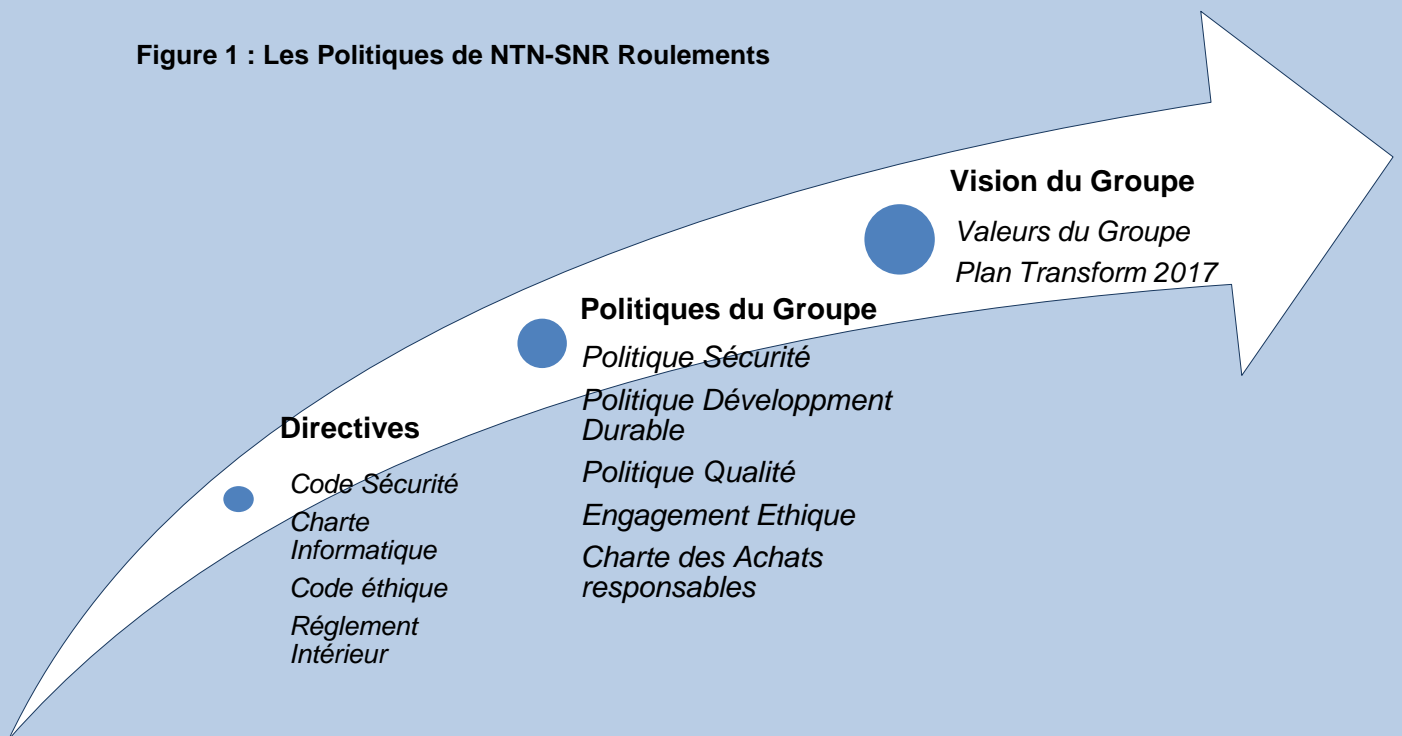 Figure 1 : Les Politiques de NTN-SNR Roulements
Vision du Groupe
Valeurs du Groupe
Plan Transform 2017
Politiques du Groupe
Politique Sécurité
Politique Développment
Durable
Politique Qualité
Engagement Ethique
Charte des Achats
responsables
Directives
Code Sécurité
Charte
Informatique
Code éthique
Réglement
Intérieur